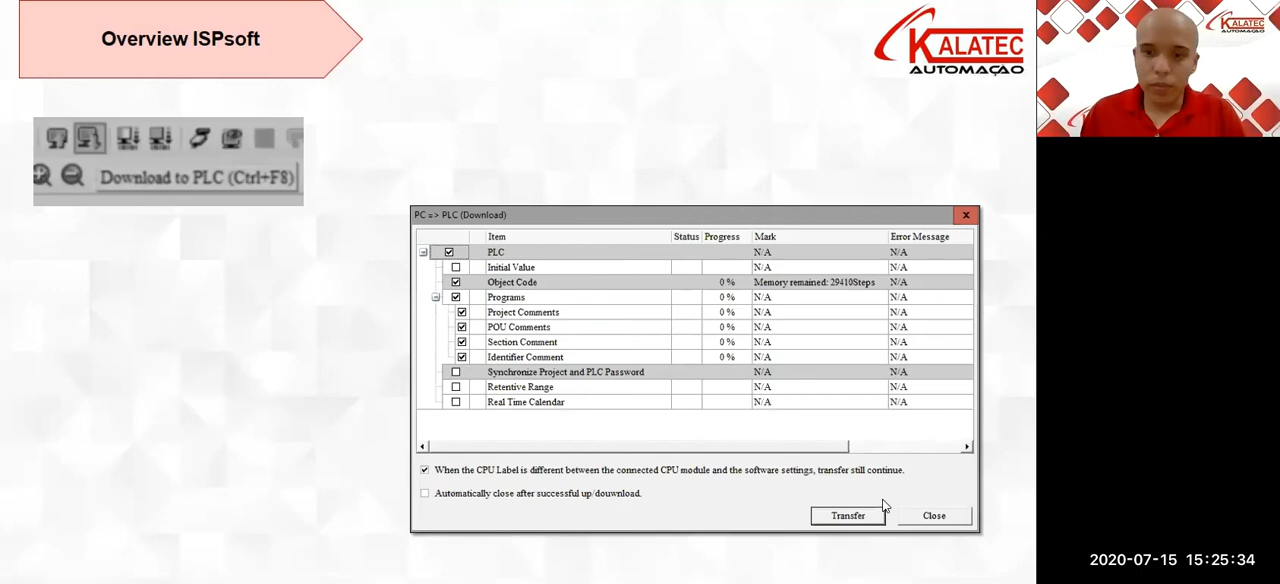 Overview ISPsoft
KALATEC
AUTOMAÇÃO
KALATEC
AUTOMAÇÃO
Download to PLC (Ctrl+F8)
PC => PLC (Download)
Item Status Progress Mark Error Message
PLC N/A N/A
Initial Value N/A N/A
Object Code 0 % Memory remained: 29410Steps N/A
Programs 0 % N/A N/A
Project Comments 0 % N/A N/A
POU Comments 0 % N/A N/A
Section Comment 0 % N/A N/A
Identifier Comment 0 % N/A N/A
Synchronize Project and PLC Password N/A N/A
Retentive Range N/A N/A
Real Time Calendar N/A N/A
When the CPU Label is different between the connected CPU module and the software settings, transfer still continue.
Automatically close after successful up/douwnload.
Transfer Close
2020-07-15 15:25:34